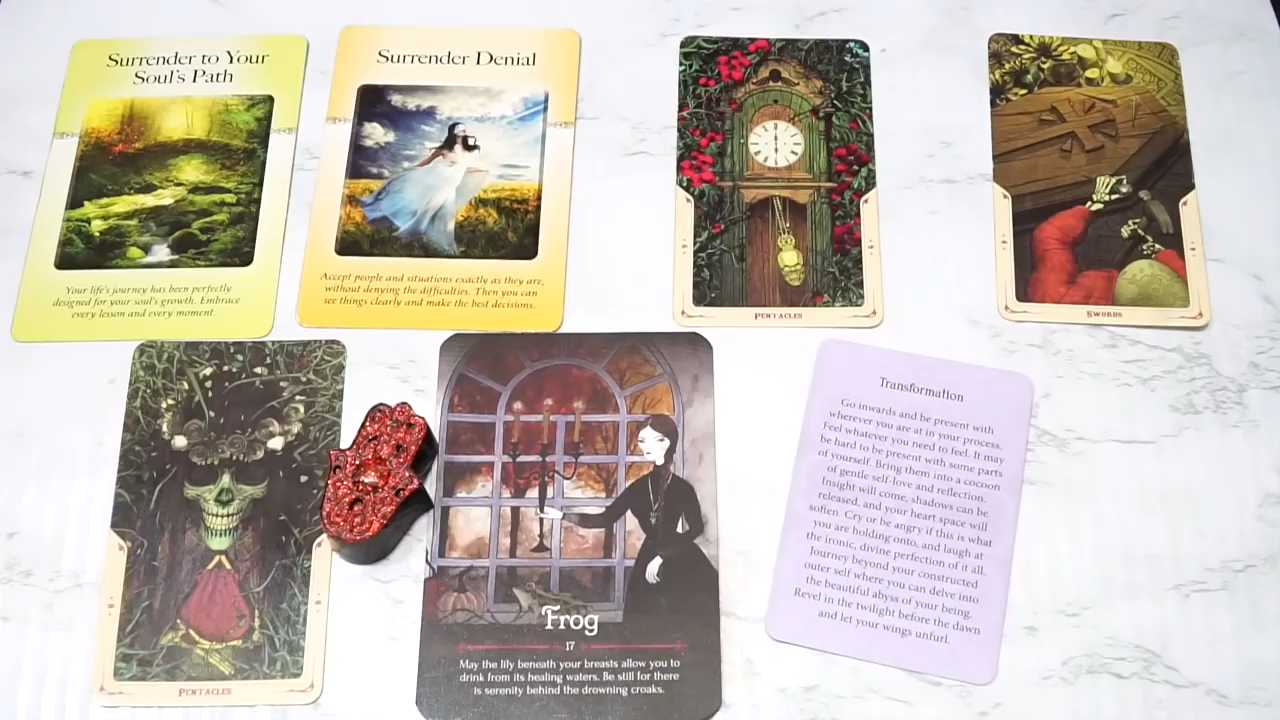 Surrender to Your
Soul's Path
Your life's journey has been perfectly
designed for your soul's growth. Embrace
every lesson and every moment.
Surrender Denial
Accept people and situations exactly as they are,
without denying the difficulties. Then you can
see things clearly and make the best decisions.
PENTACLES
SWORDS
PENTACLES
Frog
17
May the lily beneath your breasts allow you to
drink from its healing waters. Be still for there
is serenity behind the drowning croaks.
Transformation
Go inwards and be present with
wherever you are at in your process.
Feel whatever you need to feel. It may
be hard to be present with some parts
of yourself. Bring them into a cocoon
of gentle self-love and reflection.
Insight will come, shadows can be
released, and your heart space will
soften. Cry or be angry if this is what
you are holding onto, and laugh at
the ironic, divine perfection of it all.
Journey beyond your constructed
outer self where you can delve into
the beautiful abyss of your being.
Revel in the twilight before the dawn
and let your wings unfurl.